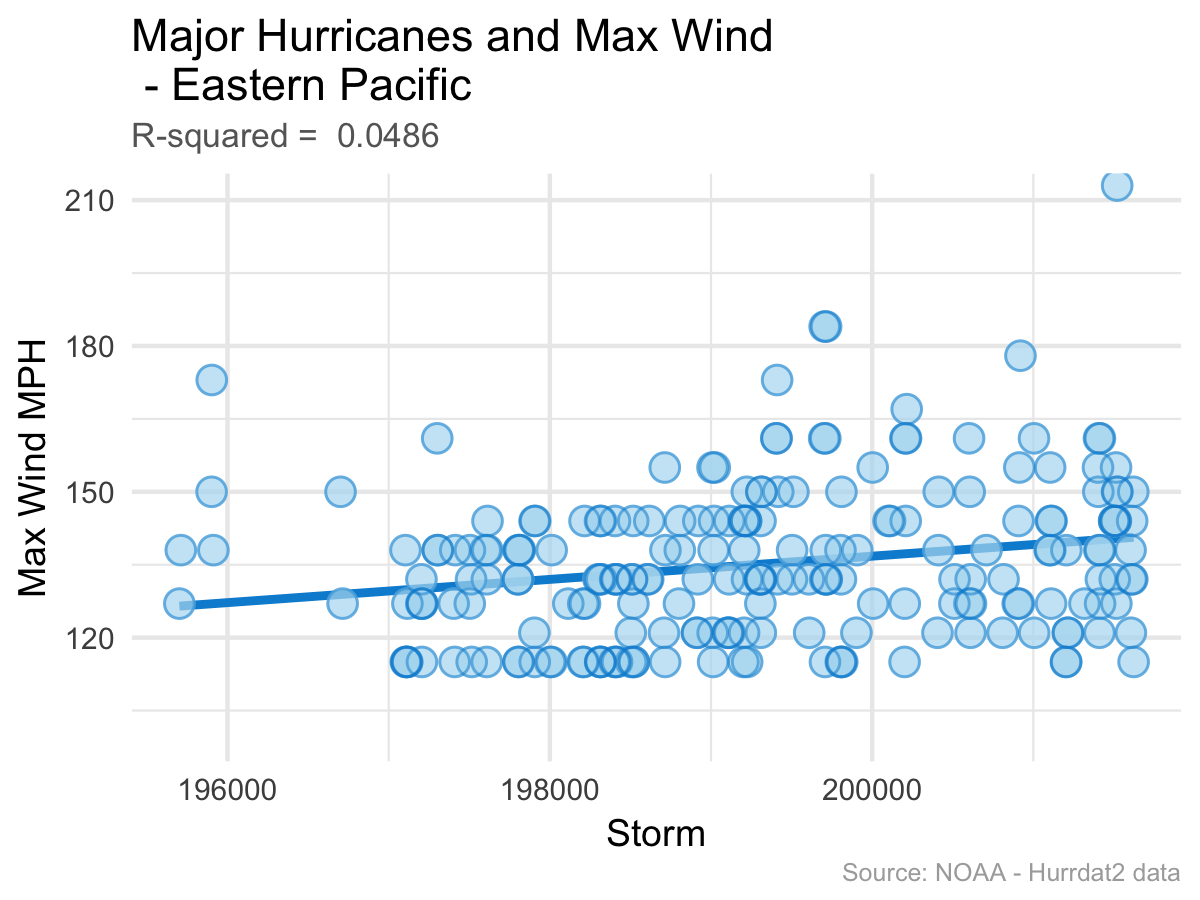 Major Hurricanes and Max Wind
- Eastern Pacific
R-squared = 0.0486
Max Wind MPH
210
180
150
120
196000
198000
200000
Storm
Source: NOAA - Hurrdat2 data